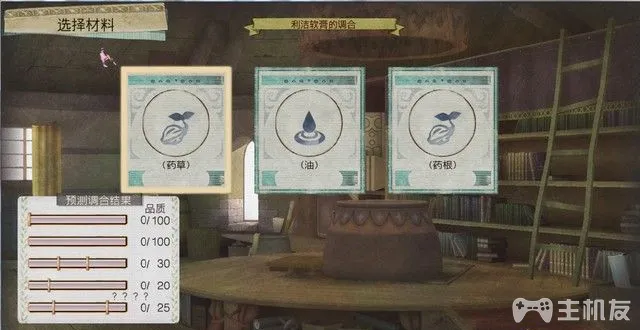 选择材料
利洁软膏的调合
(药草)
(油)
(药根)
预测调合结果
品质
0/100
0/100
0/ 30
0/ 20
? ? ? ?
0/ 25
主机友